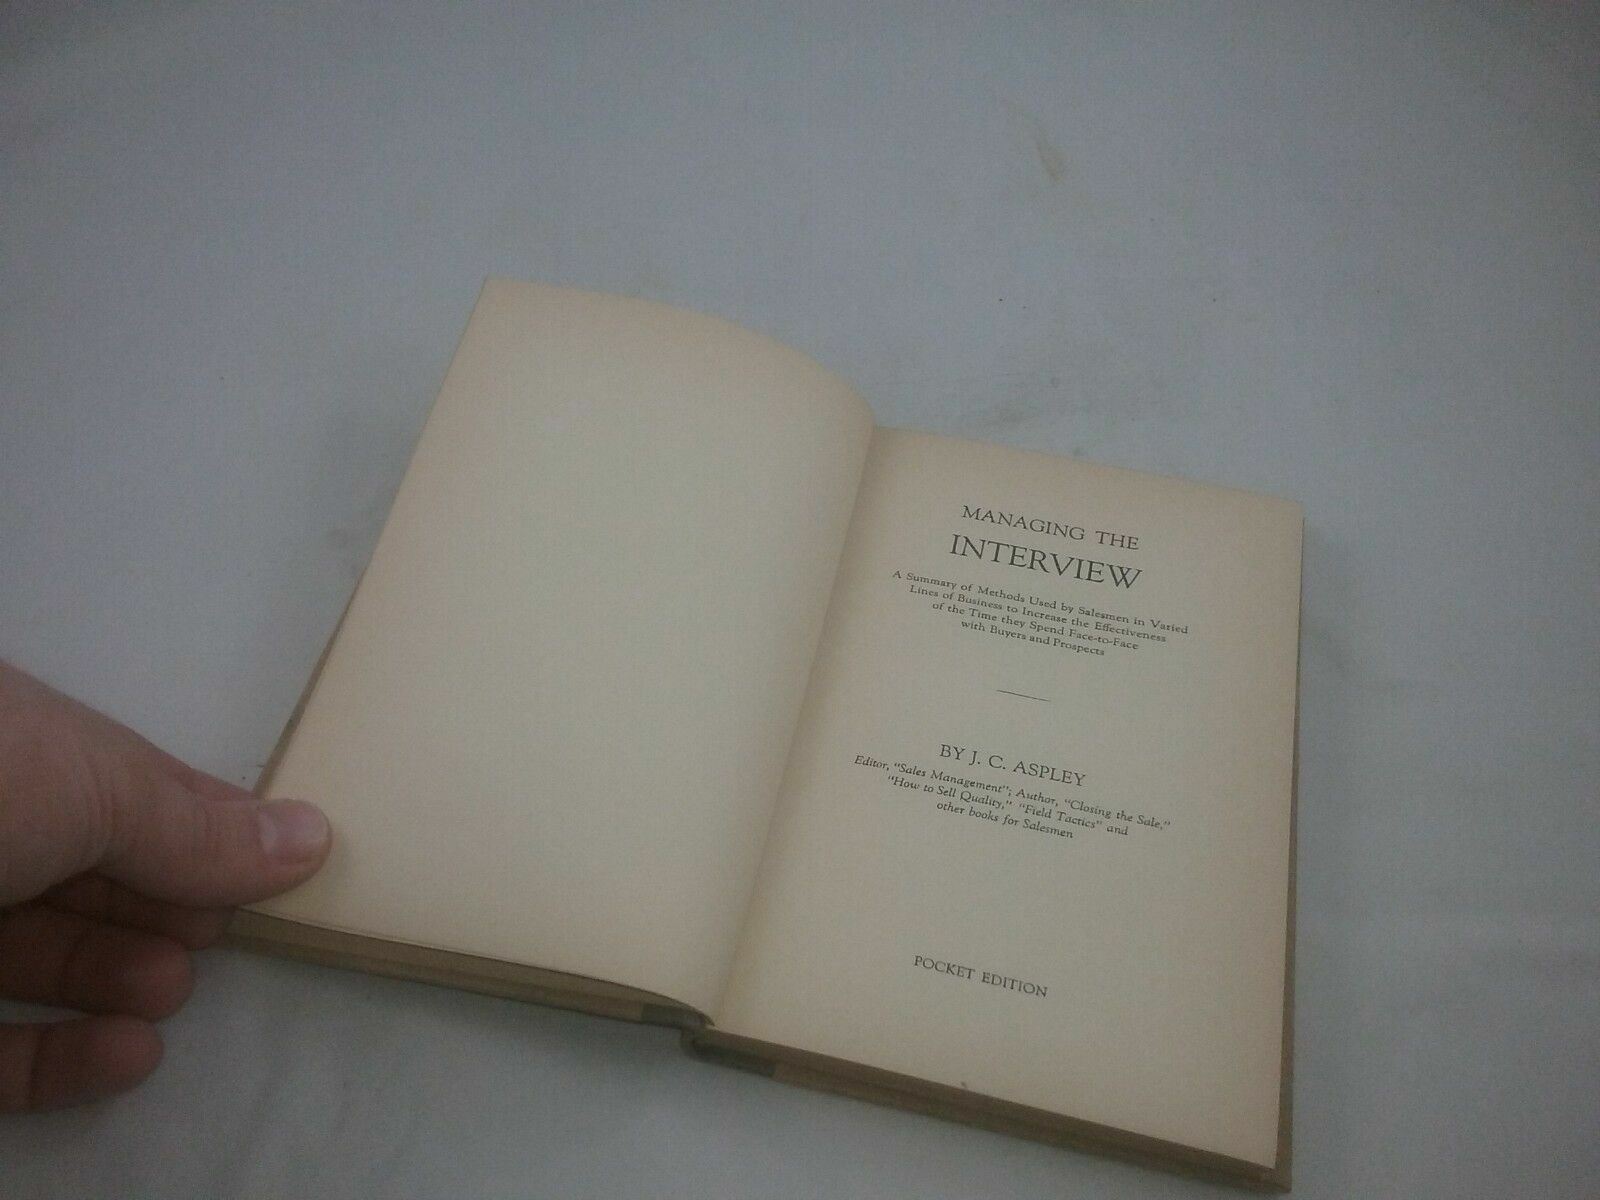 MANAGING THE
INTERVIEW
A Summary of Methods Used by Salesmen in Varied
Lines of Business to Increase the Effectiveness
of the Time they Spend Face-to-Face
with Buyers and Prospects
BY J. C. ASPLEY
Editor, "Sales Management"; Author, "Closing the Sale,"
"How to Sell Quality," "Field Tactics" and
other books for Salesmen
POCKET EDITION